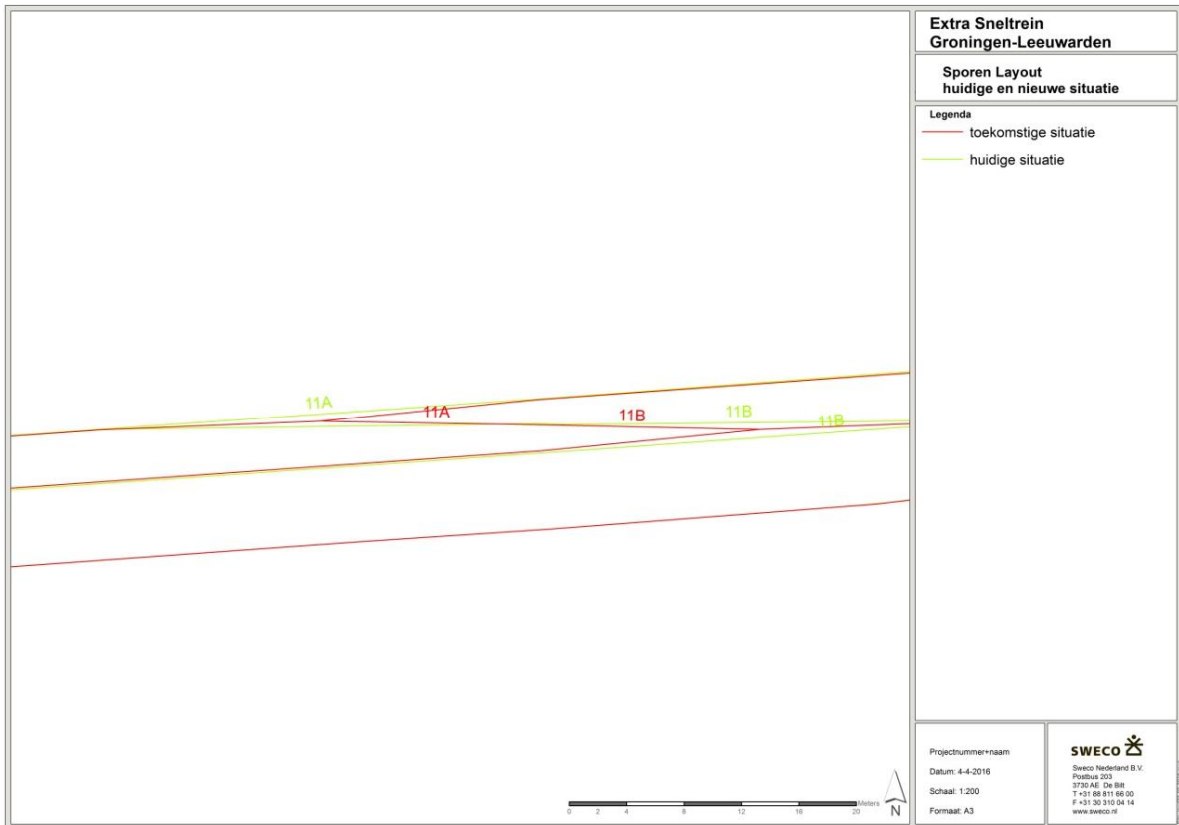 Extra Sneltrein
Groningen-Leeuwarden
Sporen Layout
huidige en nieuwe situatie
Legenda
toekomstige situatie
huidige situatie
11A
11A
11B
11B
11B
Meters
0 2 4 8 12 16 20
N
Projectnummer+naam
Datum: 4-4-2016
Schaal: 1:200
Formaat: A3
SWECO
Sweco Nederland B.V.
Postbus 203
3730 AE De Bilt
T +31 88 811 66 00
F +31 30 310 04 14
www.sweco.nl